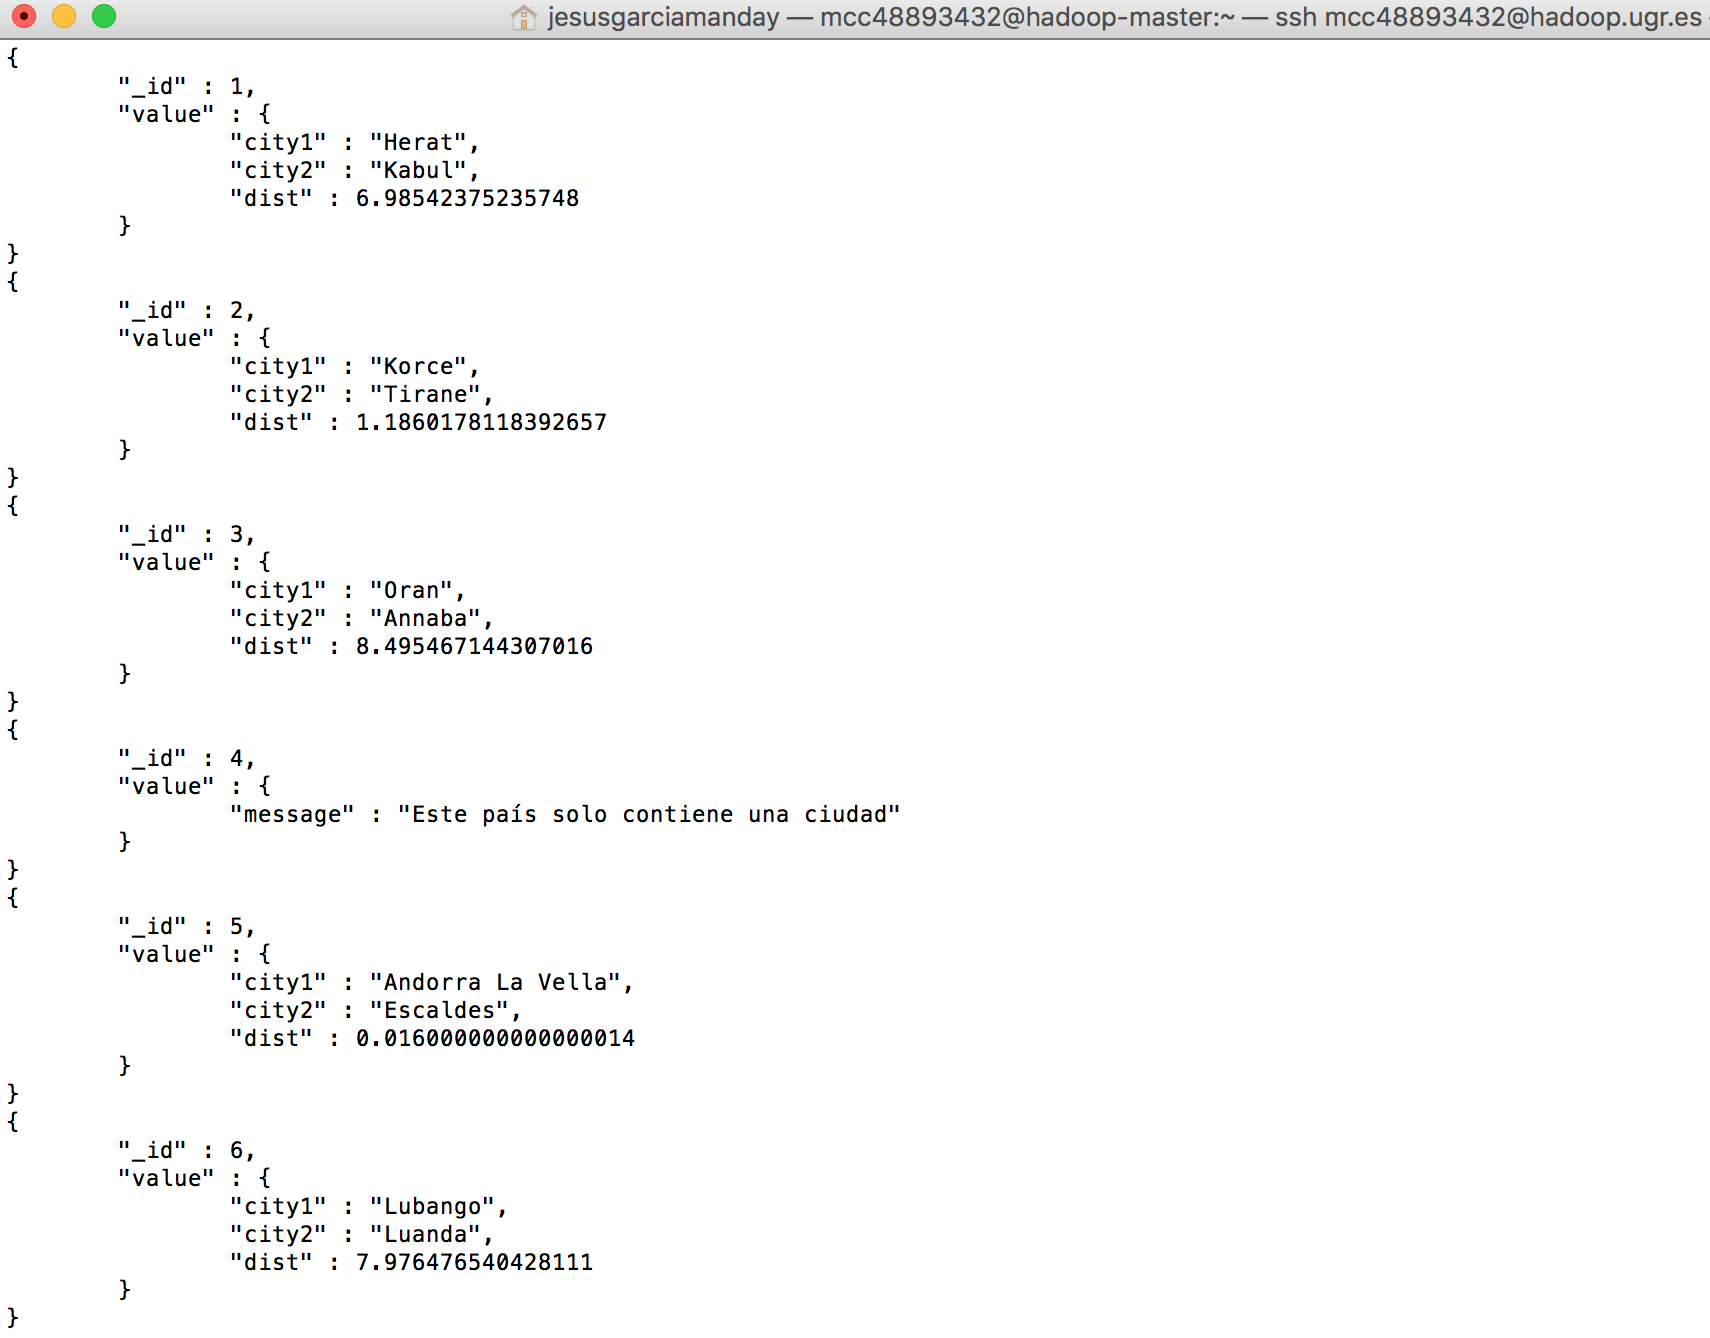 jesusgarciamanday — mcc48893432@hadoop-master:~ — ssh mcc48893432@hadoop.ugr.es
{
"_id" : 1,
"value" : {
"city1" : "Herat",
"city2" : "Kabul",
"dist" : 6.98542375235748
}
}
{
"_id" : 2,
"value" : {
"city1" : "Korce",
"city2" : "Tirane",
"dist" : 1.1860178118392657
}
}
{
"_id" : 3,
"value" : {
"city1" : "Oran",
"city2" : "Annaba",
"dist" : 8.495467144307016
}
}
{
"_id" : 4,
"value" : {
"message" : "Este país solo contiene una ciudad"
}
}
{
"_id" : 5,
"value" : {
"city1" : "Andorra La Vella",
"city2" : "Escaldes",
"dist" : 0.016000000000000014
}
}
{
"_id" : 6,
"value" : {
"city1" : "Lubango",
"city2" : "Luanda",
"dist" : 7.976476540428111
}
}